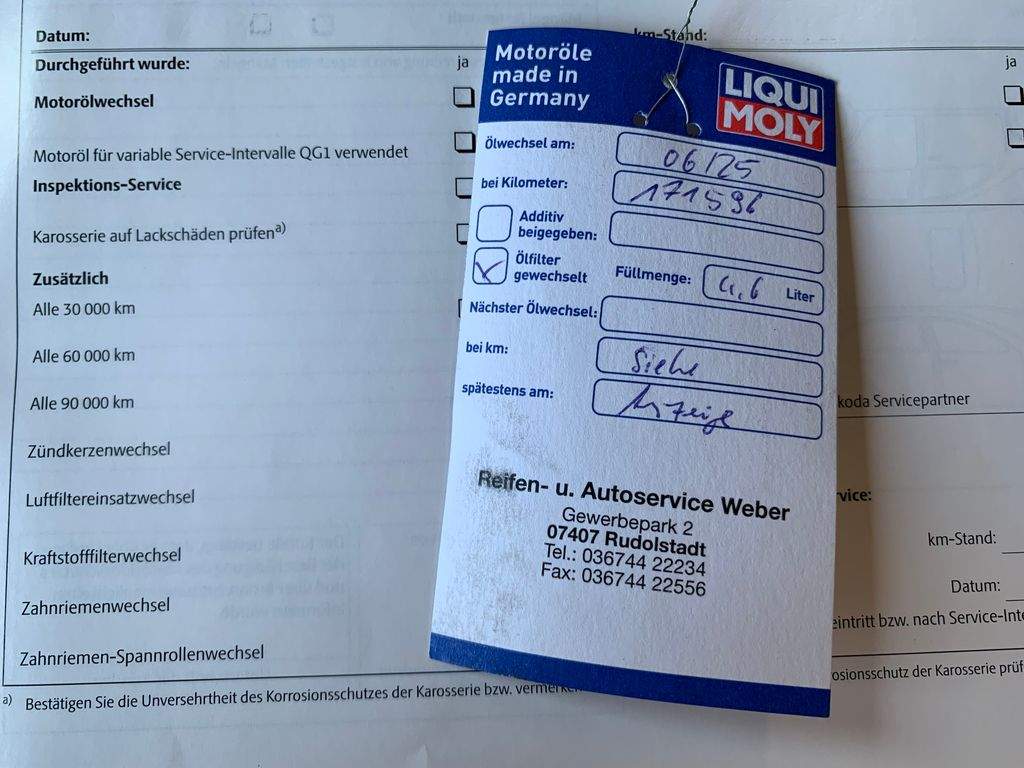 Datum:
km-Stand:
Durchgeführt wurde:
ja
ja
Motorölwechsel
Motoröl für variable Service-Intervalle QG1 verwendet
Inspektions-Service
Karosserie auf Lackschäden prüfen a)
Zusätzlich
Alle 30 000 km
Alle 60 000 km
Alle 90 000 km
Zündkerzenwechsel
Luftfiltereinsatzwechsel
Kraftstofffilterwechsel
Zahnriemenwechsel
Zahnriemen-Spannrollenwechsel
a) Bestätigen Sie die Unversehrtheit des Korrosionsschutzes der Karosserie bzw.
Motoröle
made in
Germany
LIQUI
MOLY
Ölwechsel am: 06/25
bei Kilometer: 171596
Additiv
beigegeben:
Ölfilter
gewechselt
Füllmenge: 4,6 Liter
Nächster Ölwechsel:
bei km: Siehe
spätestens am: Anzeige
Reifen- u. Autoservice Weber
Gewerbepark 2
07407 Rudolstadt
Tel.: 036744 22234
Fax: 036744 22556
koda Servicepartner
vice:
km-Stand:
Datum:
eintritt bzw. nach Service-Inte
osionsschutz der Karosserie prüf